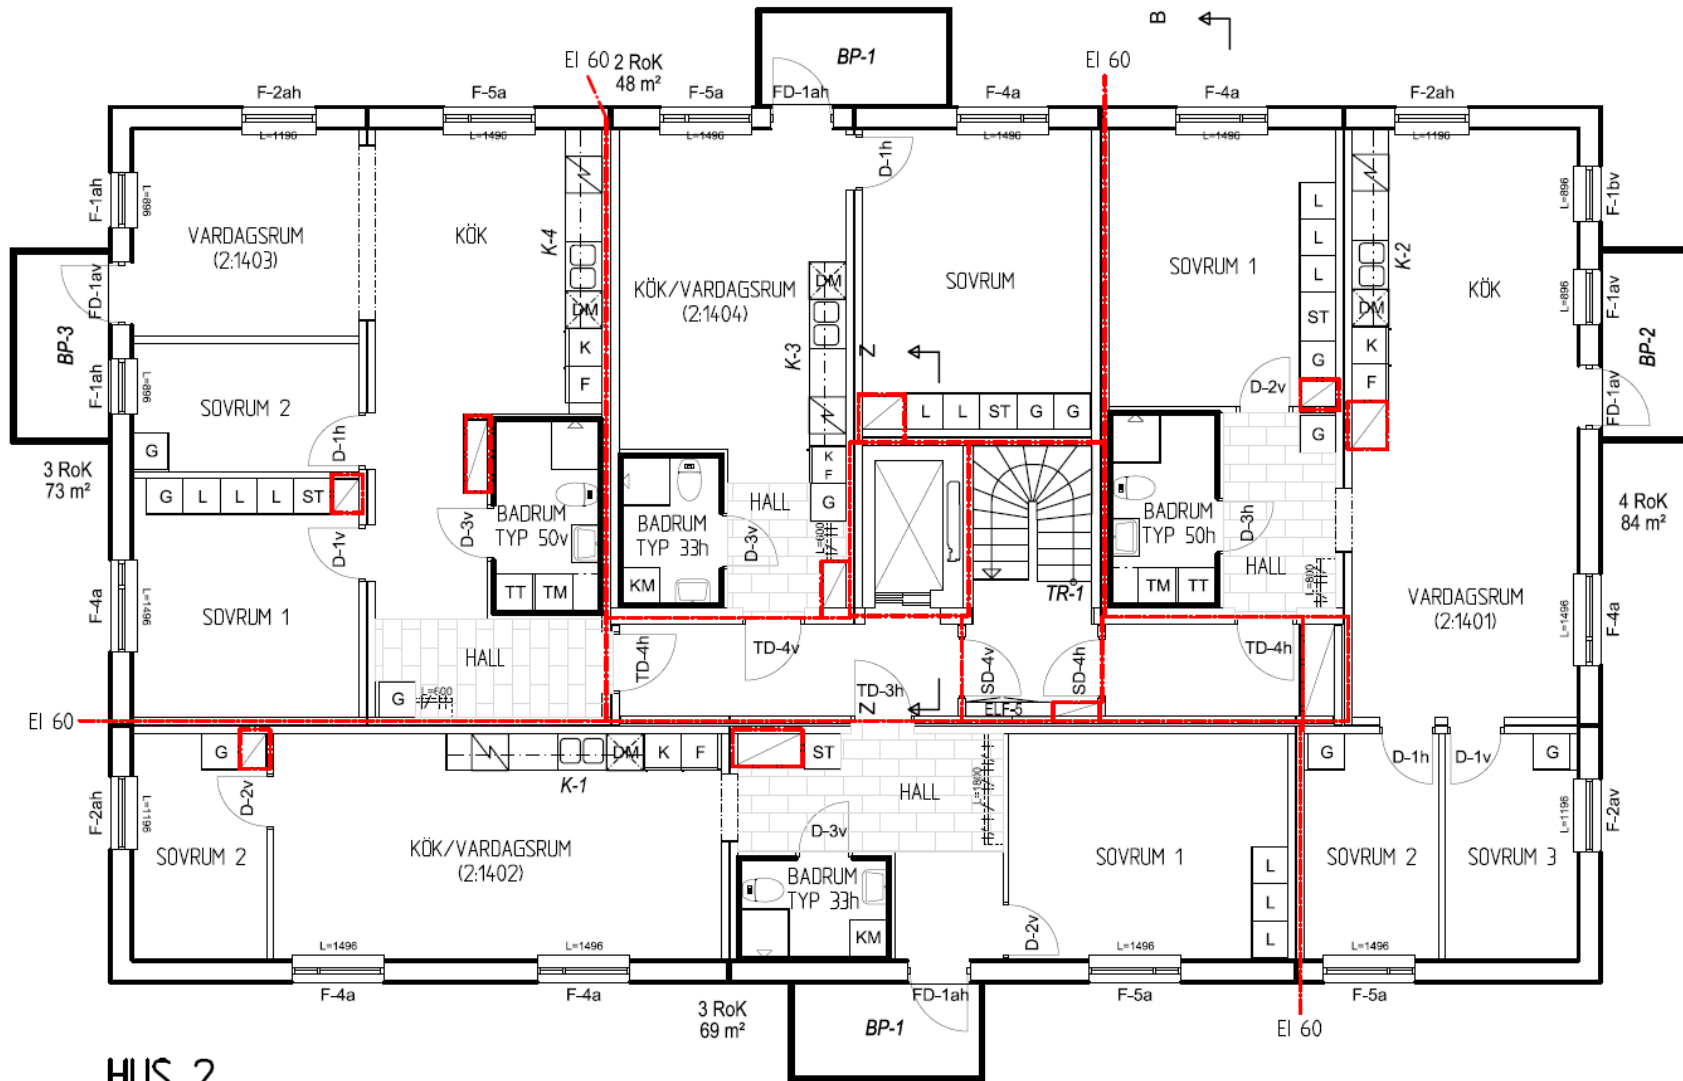 B
EI 60
2 RoK
48 m²
BP-1
EI 60
F-2ah
F-5a
F-5a
FD-1ah
F-4a
F-4a
F-2ah
L=1196
L=1496
L=1496
L=1496
L=1496
L=1196
F-1ah
L=896
VARDAGSRUM
(2:1403)
KÖK
K-4
DM
K
F
KÖK/VARDAGSRUM
(2:1404)
DM
K-3
D-1h
SOVRUM
Z
SOVRUM 1
L
L
L
ST
G
K-2
DM
K
F
KÖK
L=896
F-1bv
L=896
F-1av
FD-1av
BP-3
FD-1av
BP-2
F-1ah
L=896
SOVRUM 2
G
D-1h
L
L
ST
G
G
D-2v
G
3 RoK
73 m²
G
L
L
L
ST
D-1v
D-3v
BADRUM
TYP 50v
TT
TM
BADRUM
TYP 33h
KM
HALL
D-3v
K
F
G
L=600
TR-1
BADRUM
TYP 50h
TM
TT
D-3h
HALL
L=800
4 RoK
84 m²
F-4a
L=1496
SOVRUM 1
HALL
G
L=600
TD-4h
TD-4v
TD-3h
Z
SD-4v
SD-4h
ELF-5
TD-4h
VARDAGSRUM
(2:1401)
L=1496
F-4a
EI 60
G
D-2v
F-2ah
L=1196
SOVRUM 2
DM
K
F
K-1
KÖK/VARDAGSRUM
(2:1402)
ST
HALL
L=1800
D-3v
BADRUM
TYP 33h
KM
D-2v
SOVRUM 1
L
L
L
G
D-1h
D-1v
G
SOVRUM 2
SOVRUM 3
L=1196
F-2av
L=1496
L=1496
L=1496
L=1496
F-4a
F-4a
FD-1ah
F-5a
F-5a
3 RoK
69 m²
BP-1
EI 60
HUS 2